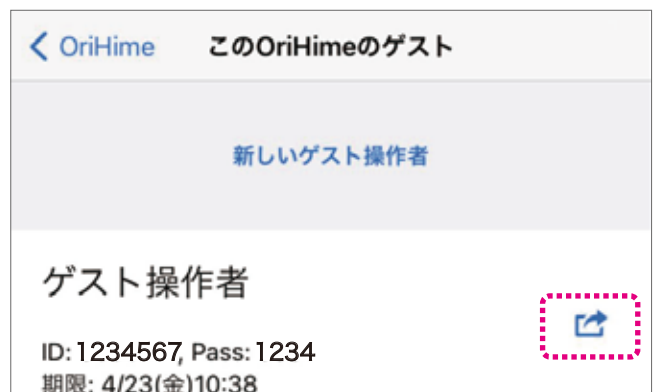 OriHime このOriHimeのゲスト
新しいゲスト操作者
ゲスト操作者
ID: 1234567, Pass: 1234
期限: 4/23(金)10:38